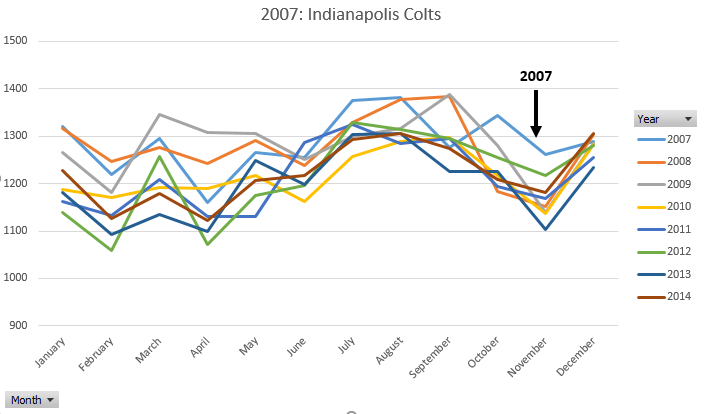 2007: Indianapolis Colts
1500
1400
1300
1200
1100
1000
900
2007
January
February
March
April
May
June
July
August
September
October
November
December
Year
2007
2008
2009
2010
2011
2012
2013
2014
Month